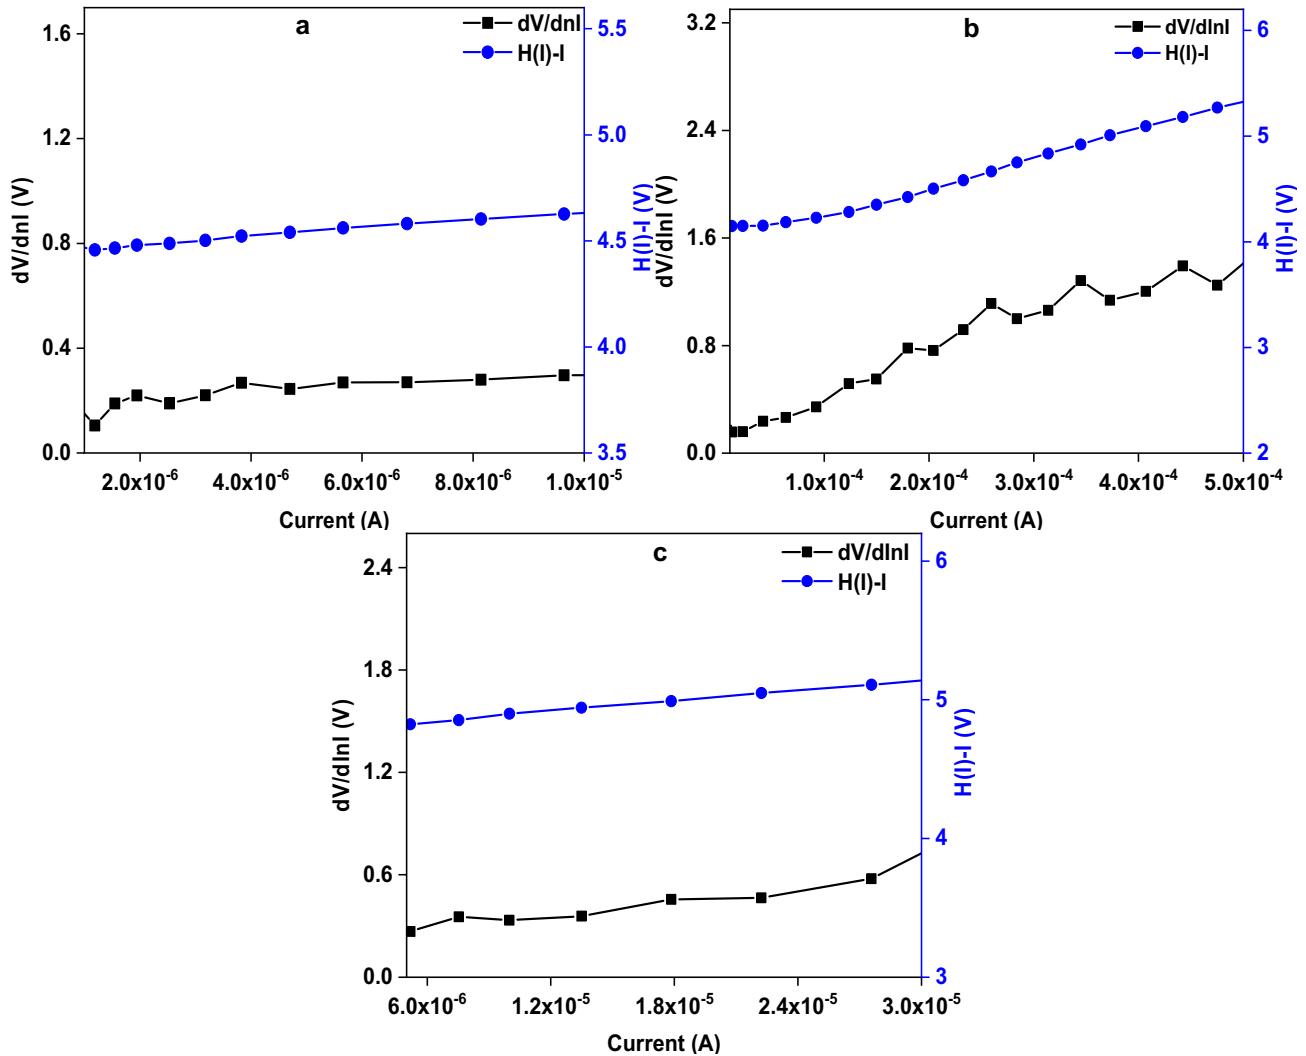 a
dV/dnI
H(I)-I
1.6
1.2
0.8
0.4
0.0
dV/dnI (V)
5.5
5.0
4.5
4.0
3.5
H(I)-I (V)
2.0x10⁻⁶
4.0x10⁻⁶
6.0x10⁻⁶
8.0x10⁻⁶
1.0x10⁻⁵
Current (A)
b
dV/dlnI
H(I)-I
3.2
2.4
1.6
0.8
0.0
dV/dlnI (V)
6
5
4
3
2
H(I)-I (V)
1.0x10⁻⁴
2.0x10⁻⁴
3.0x10⁻⁴
4.0x10⁻⁴
5.0x10⁻⁴
Current (A)
c
dV/dlnI
H(I)-I
2.4
1.8
1.2
0.6
0.0
dV/dlnI (V)
6
5
4
3
H(I)-I (V)
6.0x10⁻⁶
1.2x10⁻⁵
1.8x10⁻⁵
2.4x10⁻⁵
3.0x10⁻⁵
Current (A)